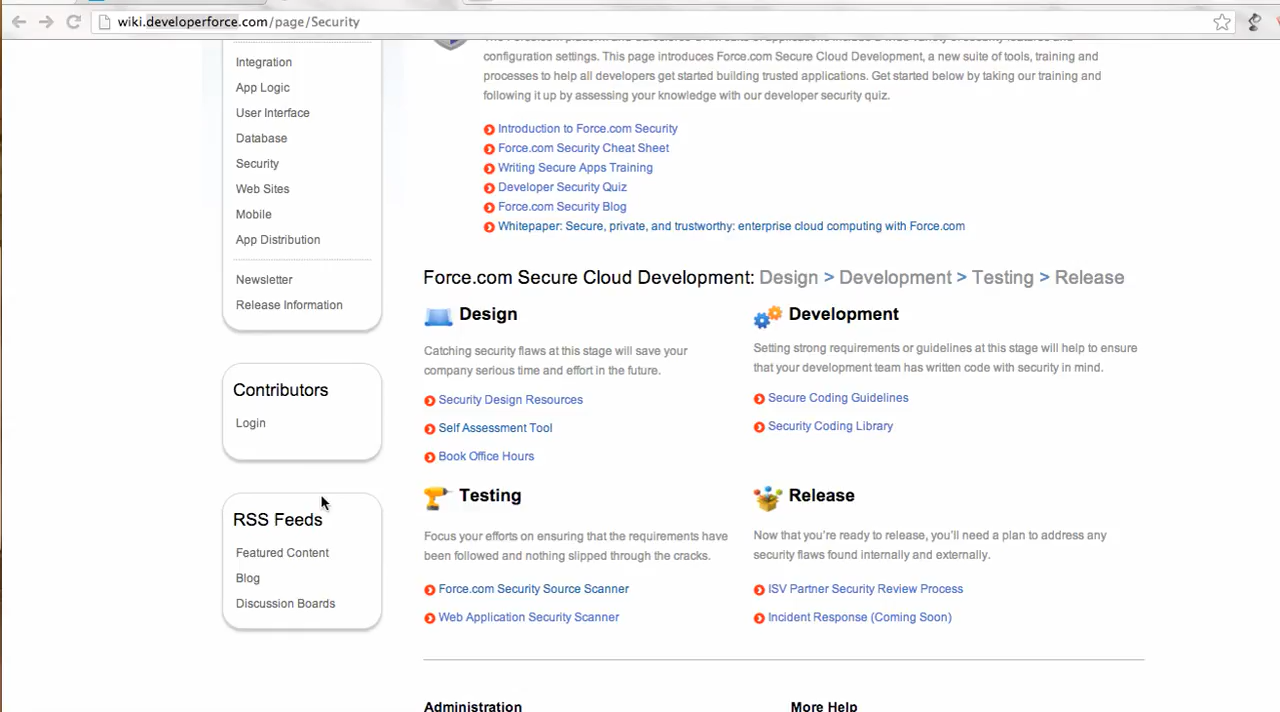 wiki.developerforce.com/page/Security
Integration
App Logic
User Interface
Database
Security
Web Sites
Mobile
App Distribution
Newsletter
Release Information
Contributors
Login
RSS Feeds
Featured Content
Blog
Discussion Boards
configuration settings. This page introduces Force.com Secure Cloud Development, a new suite of tools, training and
processes to help all developers get started building trusted applications. Get started below by taking our training and
following it up by assessing your knowledge with our developer security quiz.
Introduction to Force.com Security
Force.com Security Cheat Sheet
Writing Secure Apps Training
Developer Security Quiz
Force.com Security Blog
Whitepaper: Secure, private, and trustworthy: enterprise cloud computing with Force.com
Force.com Secure Cloud Development: Design > Development > Testing > Release
Design
Catching security flaws at this stage will save your
company serious time and effort in the future.
Security Design Resources
Self Assessment Tool
Book Office Hours
Development
Setting strong requirements or guidelines at this stage will help to ensure
that your development team has written code with security in mind.
Secure Coding Guidelines
Security Coding Library
Testing
Focus your efforts on ensuring that the requirements have
been followed and nothing slipped through the cracks.
Force.com Security Source Scanner
Web Application Security Scanner
Release
Now that you're ready to release, you'll need a plan to address any
security flaws found internally and externally.
ISV Partner Security Review Process
Incident Response (Coming Soon)
Administration
More Help